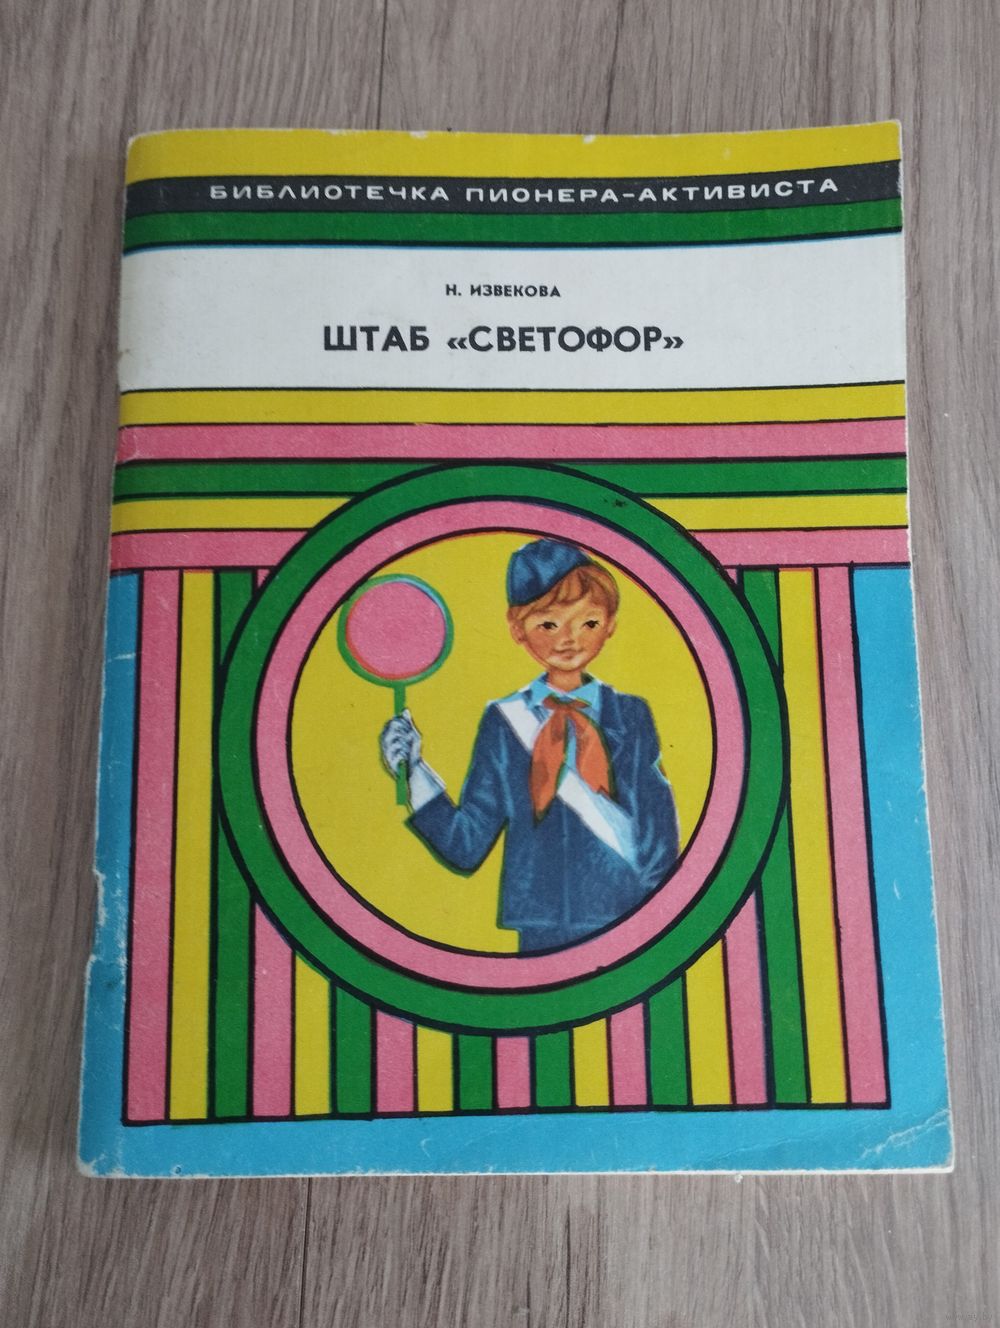 БИБЛИОТЕЧКА ПИОНЕРА-АКТИВИСТА
Н. ИЗВЕКОВА
ШТАБ «СВЕТОФОР»